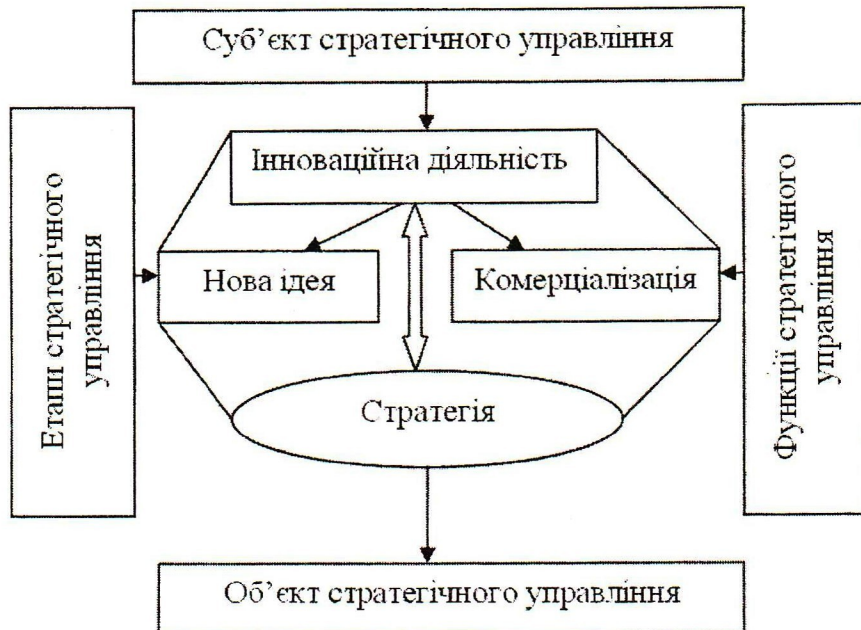 Суб’єкт стратегічного управління
Інноваційна діяльність
Етапи стратегічного
управління
Нова ідея
Комерціалізація
Функції стратегічного
управління
Стратегія
Об’єкт стратегічного управління